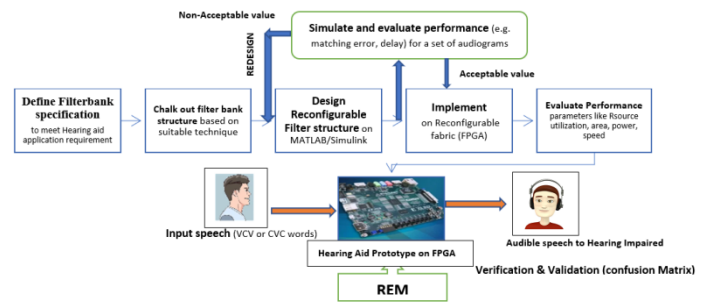 Non-Acceptable value
Simulate and evaluate performance (e.g.
matching error, delay) for a set of audiograms
REDESIGN
Acceptable value
Define Filterbank
specification
to meet Hearing aid
application requirement
Chalk out filter bank
structure based on
suitable technique
Design
Reconfigurable
Filter structure on
MATLAB/Simulink
Implement
on Reconfigurable
fabric (FPGA)
Evaluate Performance
parameters like Rsource
utilization, area, power,
speed
Input speech (VCV or CVC words)
Hearing Aid Prototype on FPGA
Audible speech to Hearing Impaired
Verification & Validation (confusion Matrix)
REM